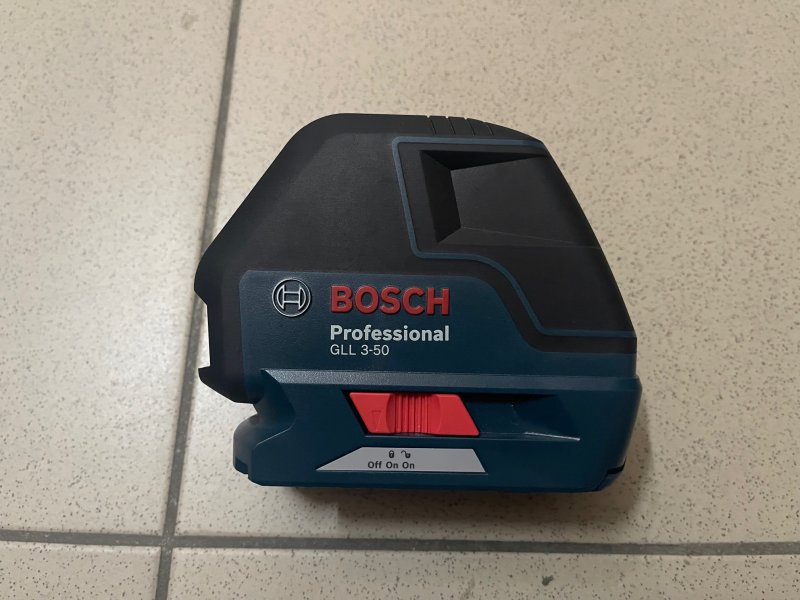 BOSCH
Professional
GLL 3-50
Off On On